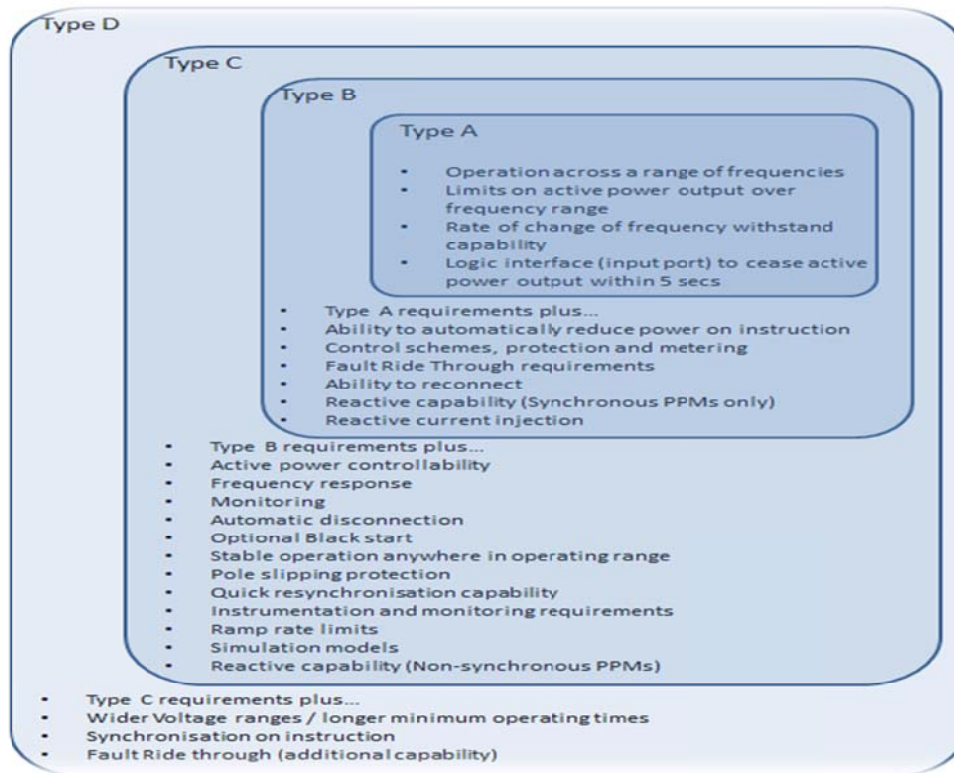 Type D
Type C
Type B
Type A
• Operation across a range of frequencies
• Limits on active power output over
frequency range
• Rate of change of frequency withstand
capability
• Logic interface (input port) to cease active
power output within 5 secs
• Type A requirements plus...
• Ability to automatically reduce power on instruction
• Control schemes, protection and metering
• Fault Ride Through requirements
• Ability to reconnect
• Reactive capability (Synchronous PPMs only)
• Reactive current injection
• Type B requirements plus...
• Active power controllability
• Frequency response
• Monitoring
• Automatic disconnection
• Optional Black start
• Stable operation anywhere in operating range
• Pole slipping protection
• Quick resynchronisation capability
• Instrumentation and monitoring requirements
• Ramp rate limits
• Simulation models
• Reactive capability (Non-synchronous PPMs)
• Type C requirements plus...
• Wider Voltage ranges / longer minimum operating times
• Synchronisation on instruction
• Fault Ride through (additional capability)